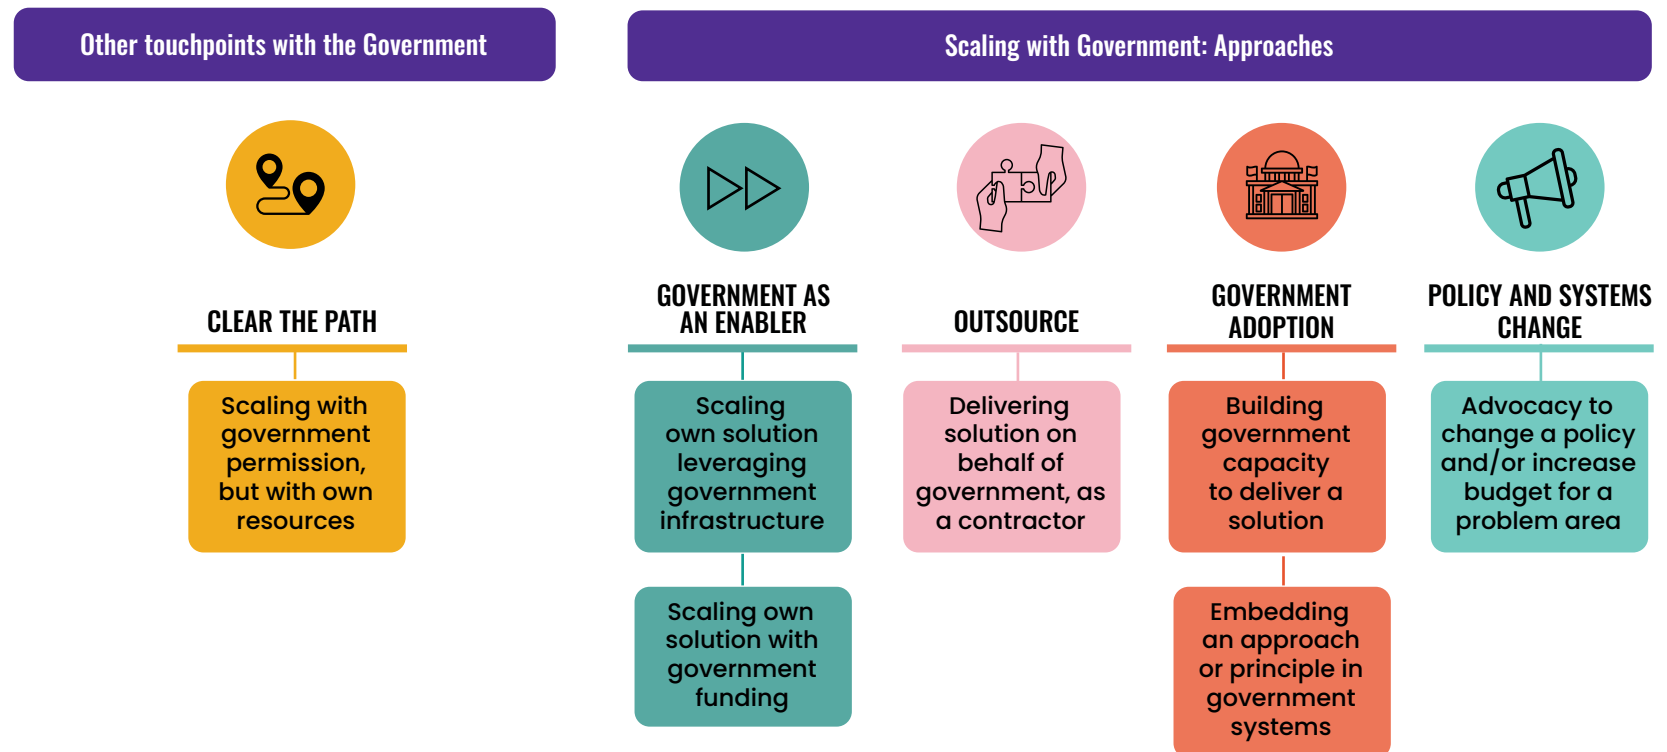 Other touchpoints with the Government
Scaling with Government: Approaches
CLEAR THE PATH
Scaling with
government
permission,
but with own
resources
GOVERNMENT AS
AN ENABLER
Scaling
own solution
leveraging
government
infrastructure
Scaling own
solution with
government
funding
OUTSOURCE
Delivering
solution on
behalf of
government, as
a contractor
GOVERNMENT
ADOPTION
Building
government
capacity
to deliver a
solution
Embedding
an approach
or principle in
government
systems
POLICY AND SYSTEMS
CHANGE
Advocacy to
change a policy
and/or increase
budget for a
problem area